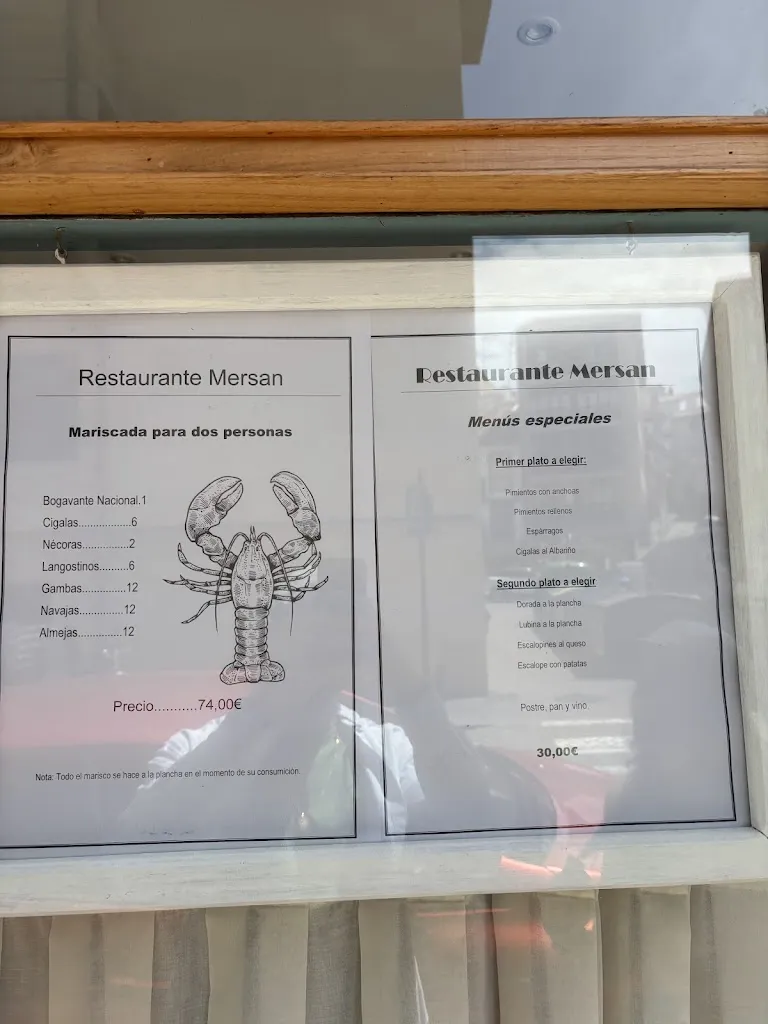 Restaurante Mersan
Mariscada para dos personas
Bogavante Nacional.1
Cigalas.................6
Nécoras...............2
Langostinos.........6
Gambas..............12
Navajas..............12
Almejas..............12
Precio..........74,00€
Nota: Todo el marisco se hace a la plancha en el momento de su consumición.
Restaurante Mersan
Menús especiales
Primer plato a elegir:
Pimientos con anchoas
Pimientos rellenos
Espárragos
Cigalas al Albariño
Segundo plato a elegir
Dorada a la plancha
Lubina a la plancha
Escalopines al queso
Escalope con patatas
Postre, pan y vino
30,00€